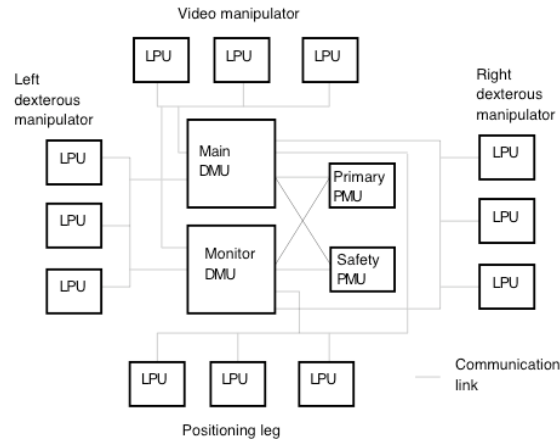 Video manipulator
LPU
LPU
LPU
Left
dexterous
manipulator
Right
dexterous
manipulator
LPU
LPU
LPU
Main
DMU
Monitor
DMU
Primary
PMU
Safety
PMU
LPU
LPU
LPU
LPU
LPU
LPU
Communication
link
Positioning leg